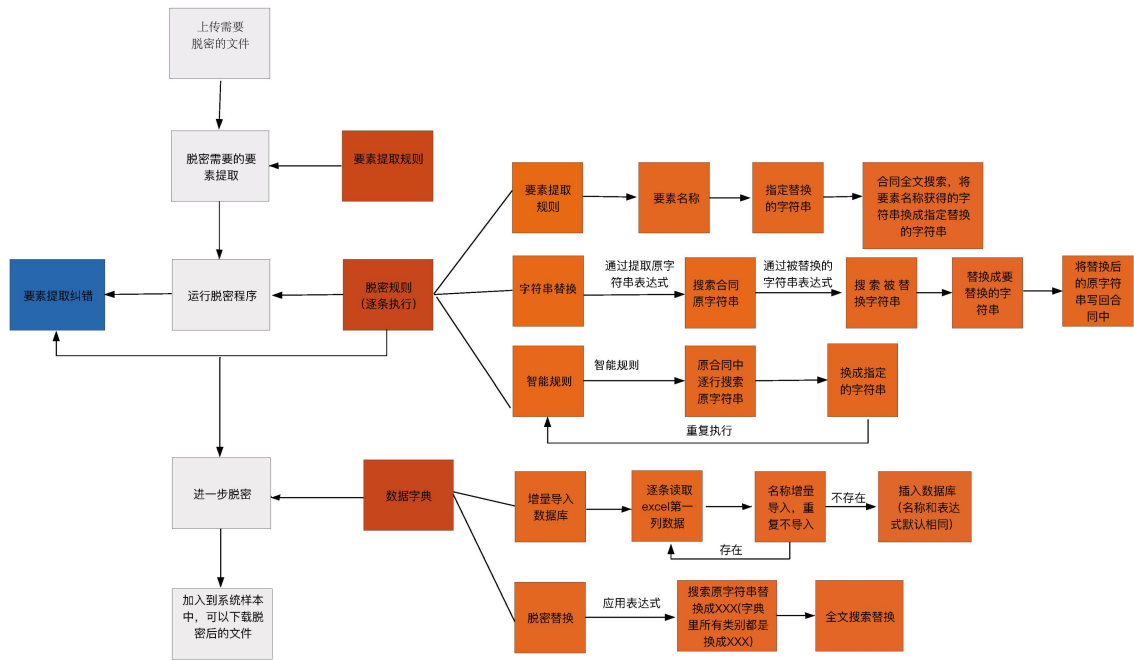 上传需要
脱密的文件
脱密需要的要
素提取
要素提取规则
要素提取
规则
要素名称
指定替换
的字符串
合同全文搜索，将
要素名称获得的字
符串换成指定替换
的字符串
要素提取纠错
运行脱密程序
脱密规则
（逐条执行）
字符串替换
通过提取原字
符串表达式
搜索合同
原字符串
通过被替换的
字符串表达式
搜 索 被 替
换字符串
替换成要
替换的字
符串
将替换后
的原字符
串写回合
同中
智能规则
智能规则
原合同中
逐行搜索
原字符串
换成指定
的字符串
重复执行
进一步脱密
数据字典
增量导入
数据库
逐条读取
excel第一
列数据
名称增量
导入，重
复不导入
不存在
插入数据库
（名称和表达
式默认相同）
存在
加入到系统样本
中，可以下载脱
密后的文件
脱密替换
应用表达式
搜索原字符串替
换成XXX(字典
里所有类别都是
换成XXX）
全文搜索替换